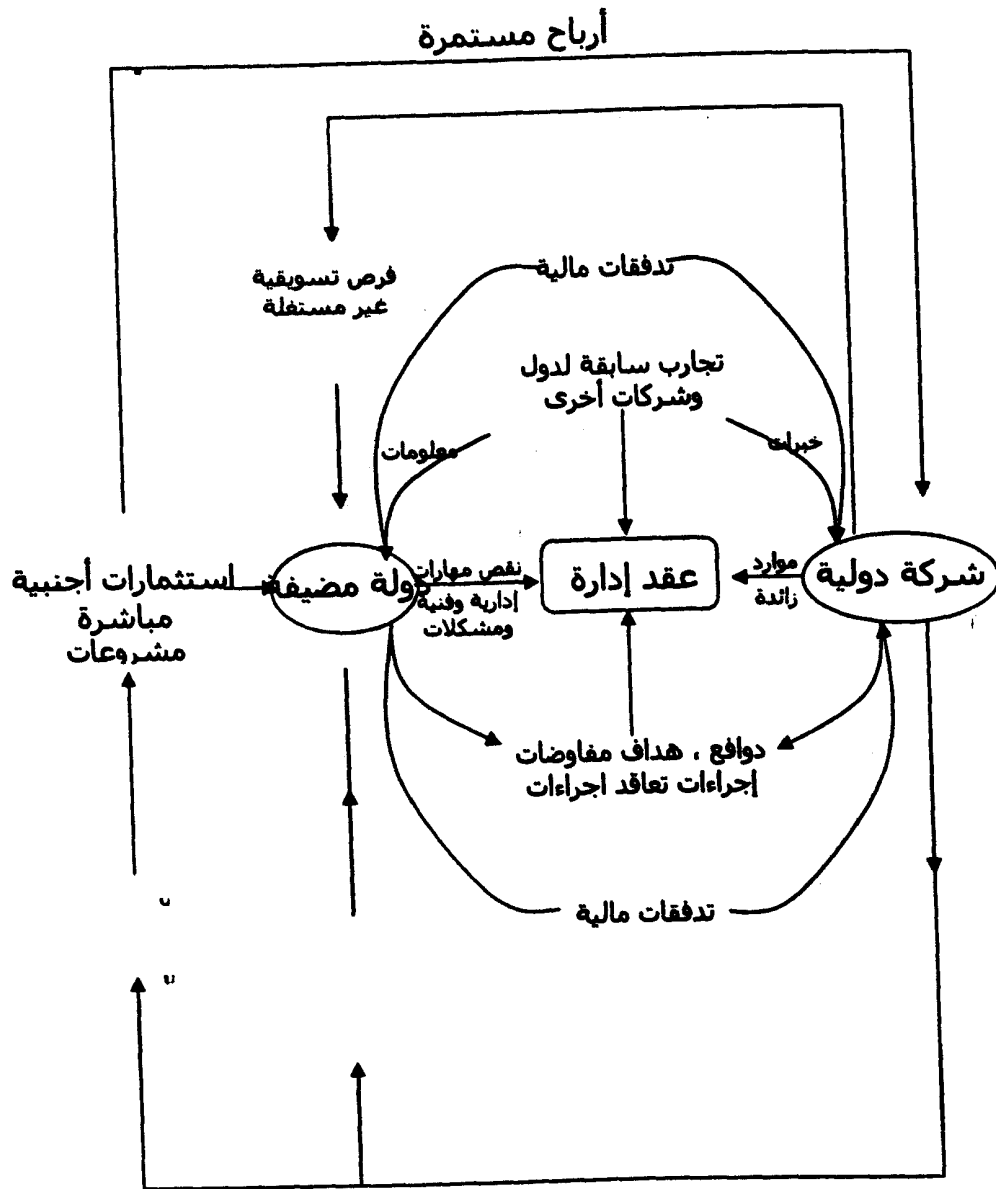 أرباح مستمرة
تدفقات مالية
فرص تسويقية
غير مستغلة
تجارب سابقة لدول
وشركات أخرى
خبرات
معلومات
شركة دولية
موارد
زائدة
عقد إدارة
نقص مهارات
إدارية وفنية
ومشكلات
دولة مضيفة
استثمارات أجنبية
مباشرة
مشروعات
دوافع ، هداف مفاوضات
إجراءات تعاقد اجراءات
تدفقات مالية